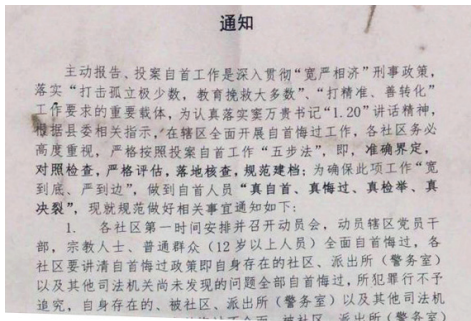 通知
主动报告、投案自首工作是深入贯彻“宽严相济”刑事政策，
落实“打击孤立极少数，教育挽救大多数”、“打精准、善转化”
工作要求的重要载体，为认真落实窦万贵书记“1.20”讲话精神，
根据县委相关指示，在辖区全面开展自首悔过工作，各社区务必
高度重视，严格按照投案自首工作“五步法”，即，准确界定，
对照检查，严格评估，落地核查，规范建档；为确保此项工作“宽
到底、严到边”，做到自首人员“真自首、真悔过、真检举、真
决裂”，现就规范做好相关事宜通知如下：
1. 各社区第一时间安排并召开动员会，动员辖区党员干
部，宗教人士、普通群众（12岁以上人员）全面自首悔过，各
社区要讲清自首悔过政策即自身存在的社区、派出所（警务室）
以及其他司法机关尚未发现的问题全部自首悔过，所犯罪行不予
追究，自身存在的、被社区、派出所（警务室）以及其他司法机